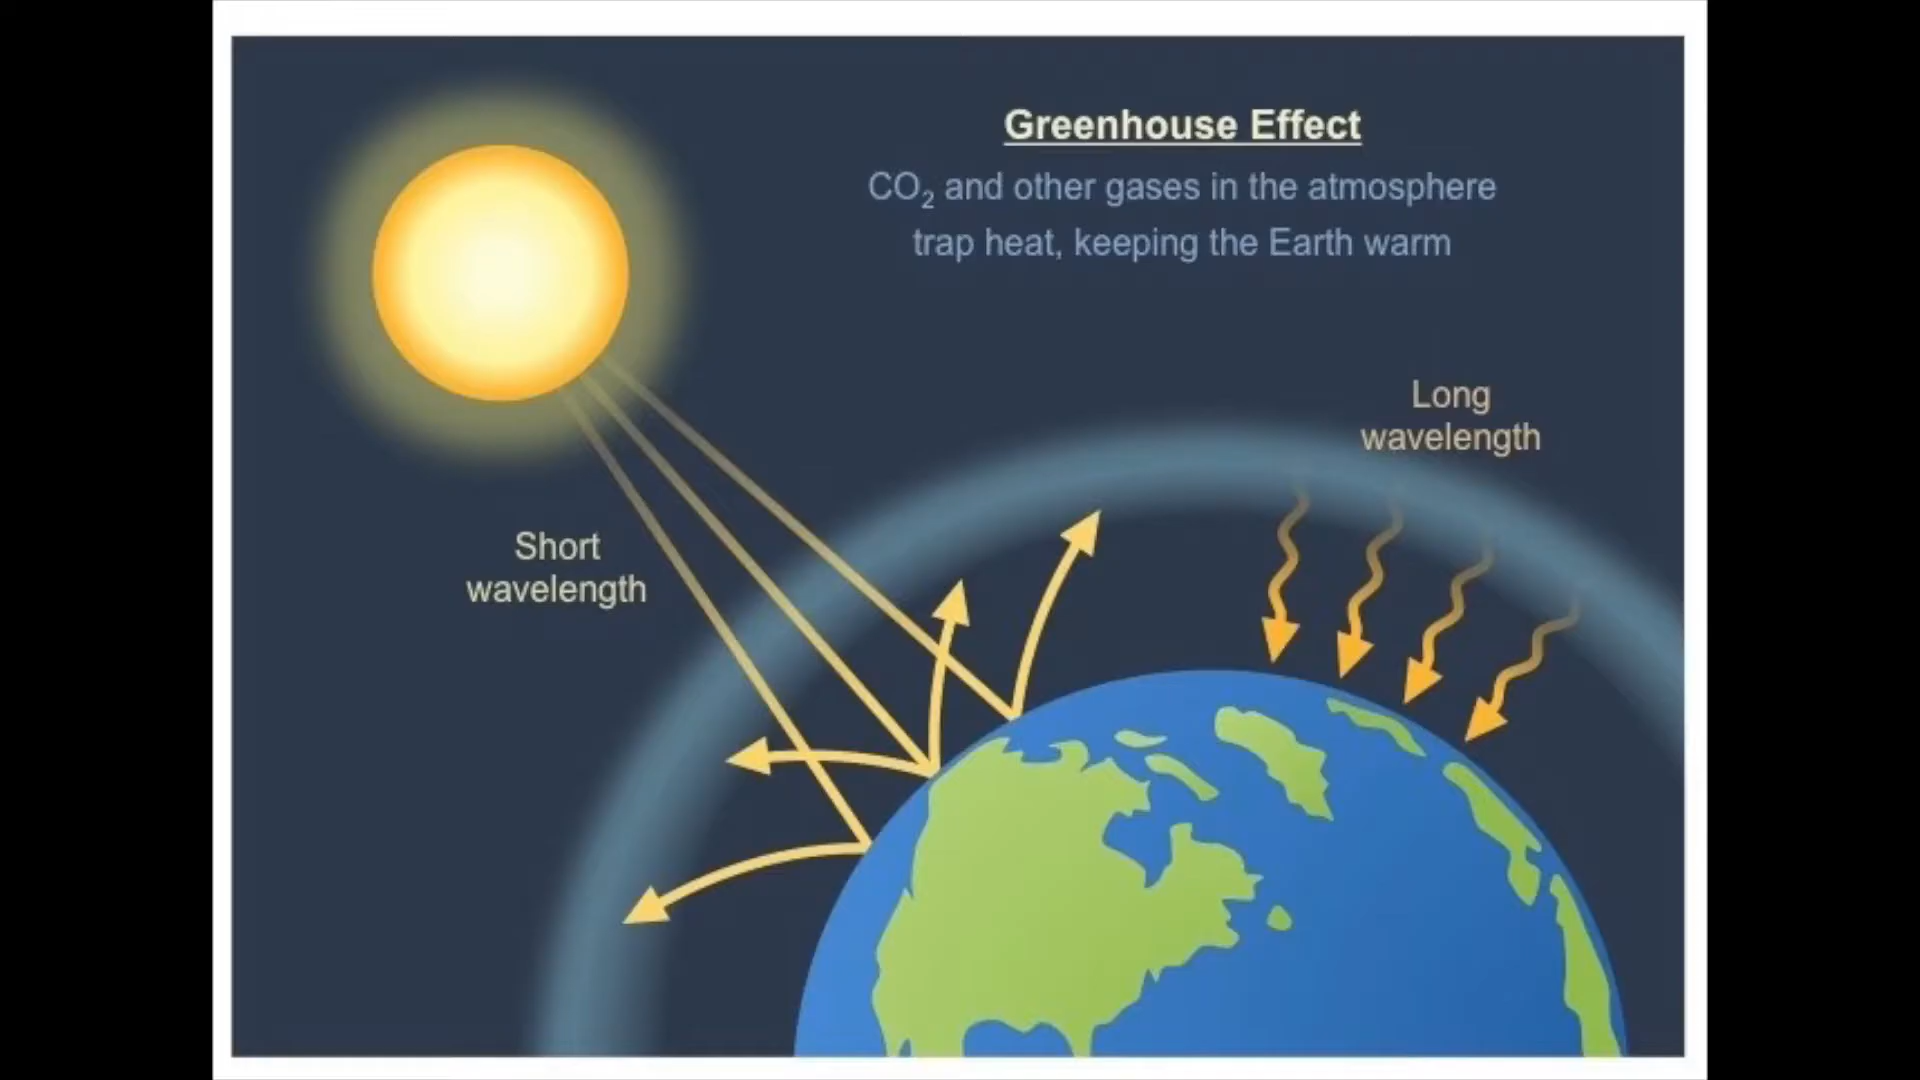 Greenhouse Effect
CO₂ and other gases in the atmosphere
trap heat, keeping the Earth warm
Long
wavelength
Short
wavelength